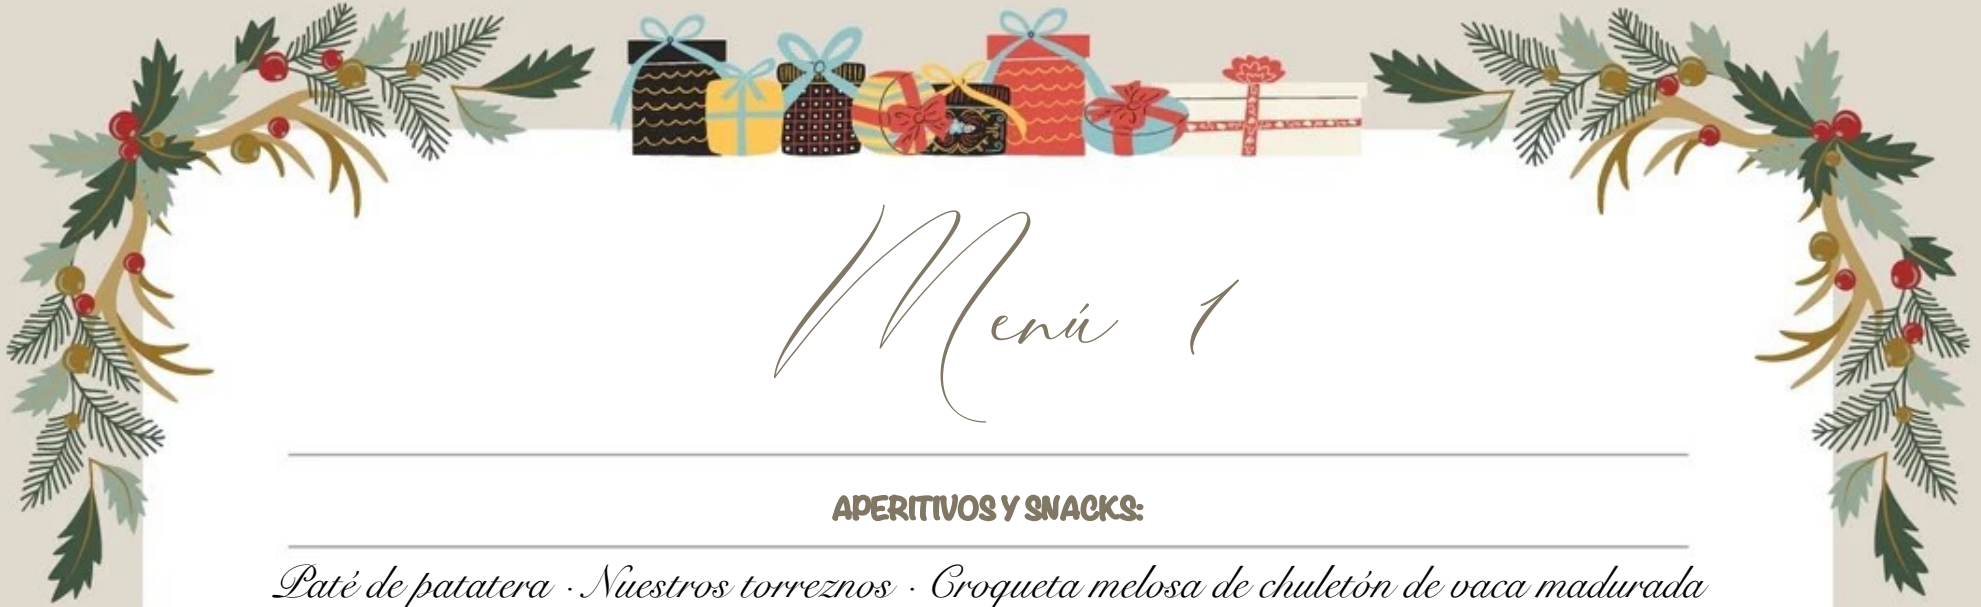 Menú 1
APERITIVOS Y SNACKS:
Paté de patatera · Nuestros torreznos · Croqueta melosa de chuletón de vaca madurada